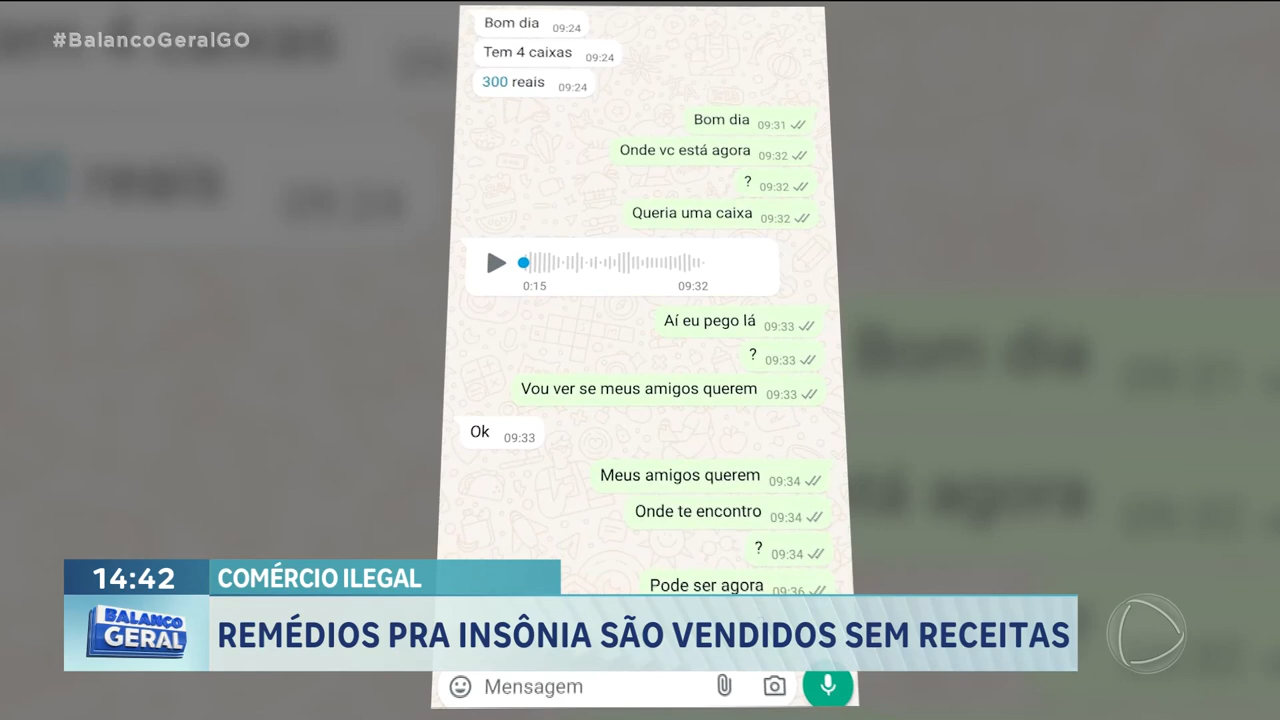 #BalancoGeralGO
Bom dia 09:24
Tem 4 caixas 09:24
300 reais 09:24
Bom dia 09:31
Onde vc está agora 09:32
? 09:32
Queria uma caixa 09:32
0:15 09:32
Aí eu pego lá 09:33
? 09:33
Vou ver se meus amigos querem 09:33
Ok 09:33
Meus amigos querem 09:34
Onde te encontro 09:34
? 09:34
Pode ser agora 09:36
14:42 COMÉRCIO ILEGAL
BALANCO
GERAL
REMÉDIOS PRA INSÔNIA SÃO VENDIDOS SEM RECEITAS
Mensagem